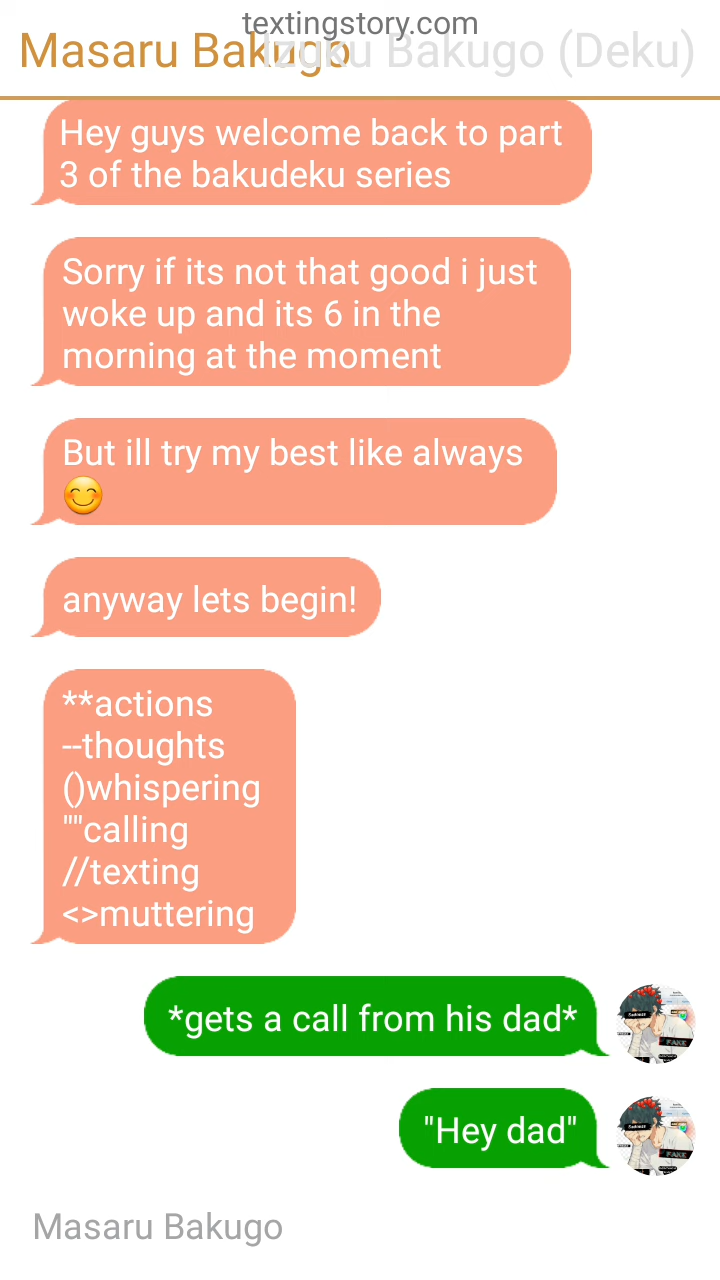 textingstory.com
Masaru Bakugo
Izuku Bakugo (Deku)
Hey guys welcome back to part
3 of the bakudeku series
Sorry if its not that good i just
woke up and its 6 in the
morning at the moment
But ill try my best like always
😊
anyway lets begin!
**actions
--thoughts
()whispering
""calling
//texting
<>muttering
*gets a call from his dad*
FAKE
"Hey dad"
FAKE
Masaru Bakugo